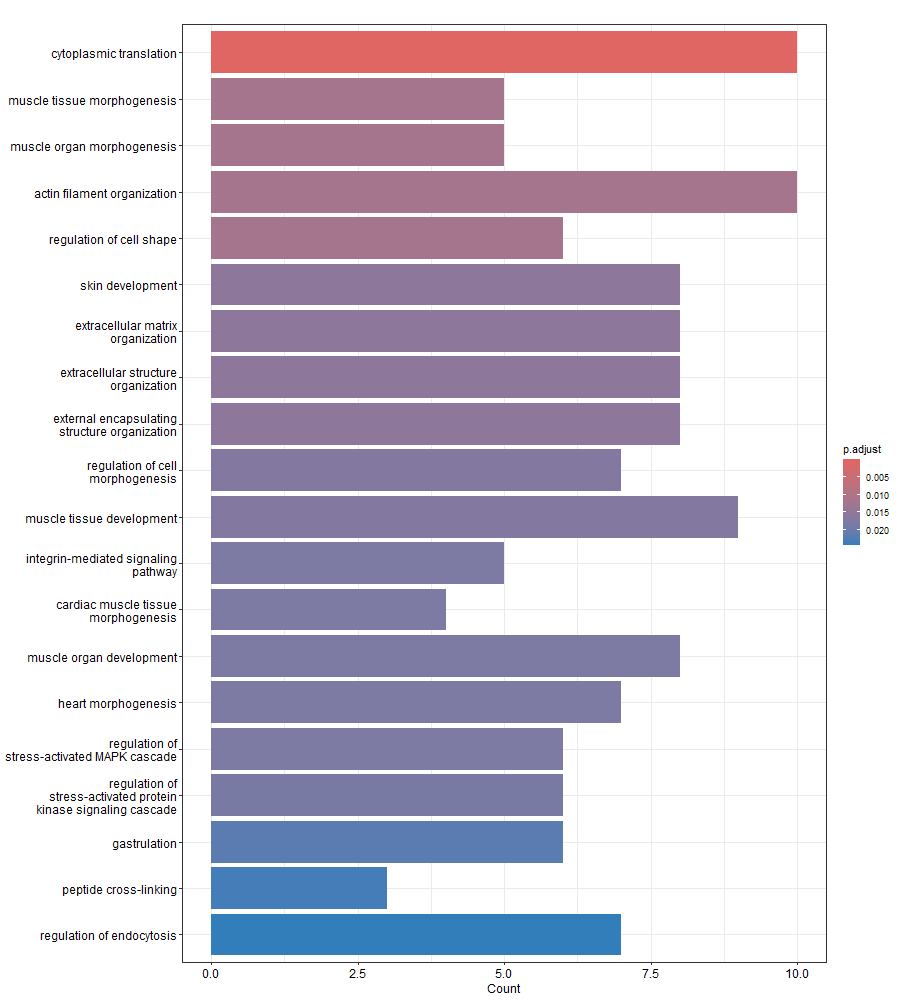 cytoplasmic translation
muscle tissue morphogenesis
muscle organ morphogenesis
actin filament organization
regulation of cell shape
skin development
extracellular matrix
organization
extracellular structure
organization
external encapsulating
structure organization
regulation of cell
morphogenesis
muscle tissue development
integrin-mediated signaling
pathway
cardiac muscle tissue
morphogenesis
muscle organ development
heart morphogenesis
regulation of
stress-activated MAPK cascade
regulation of
stress-activated protein
kinase signaling cascade
gastrulation
peptide cross-linking
regulation of endocytosis
0.0
2.5
5.0
7.5
10.0
Count
p.adjust
0.005
0.010
0.015
0.020